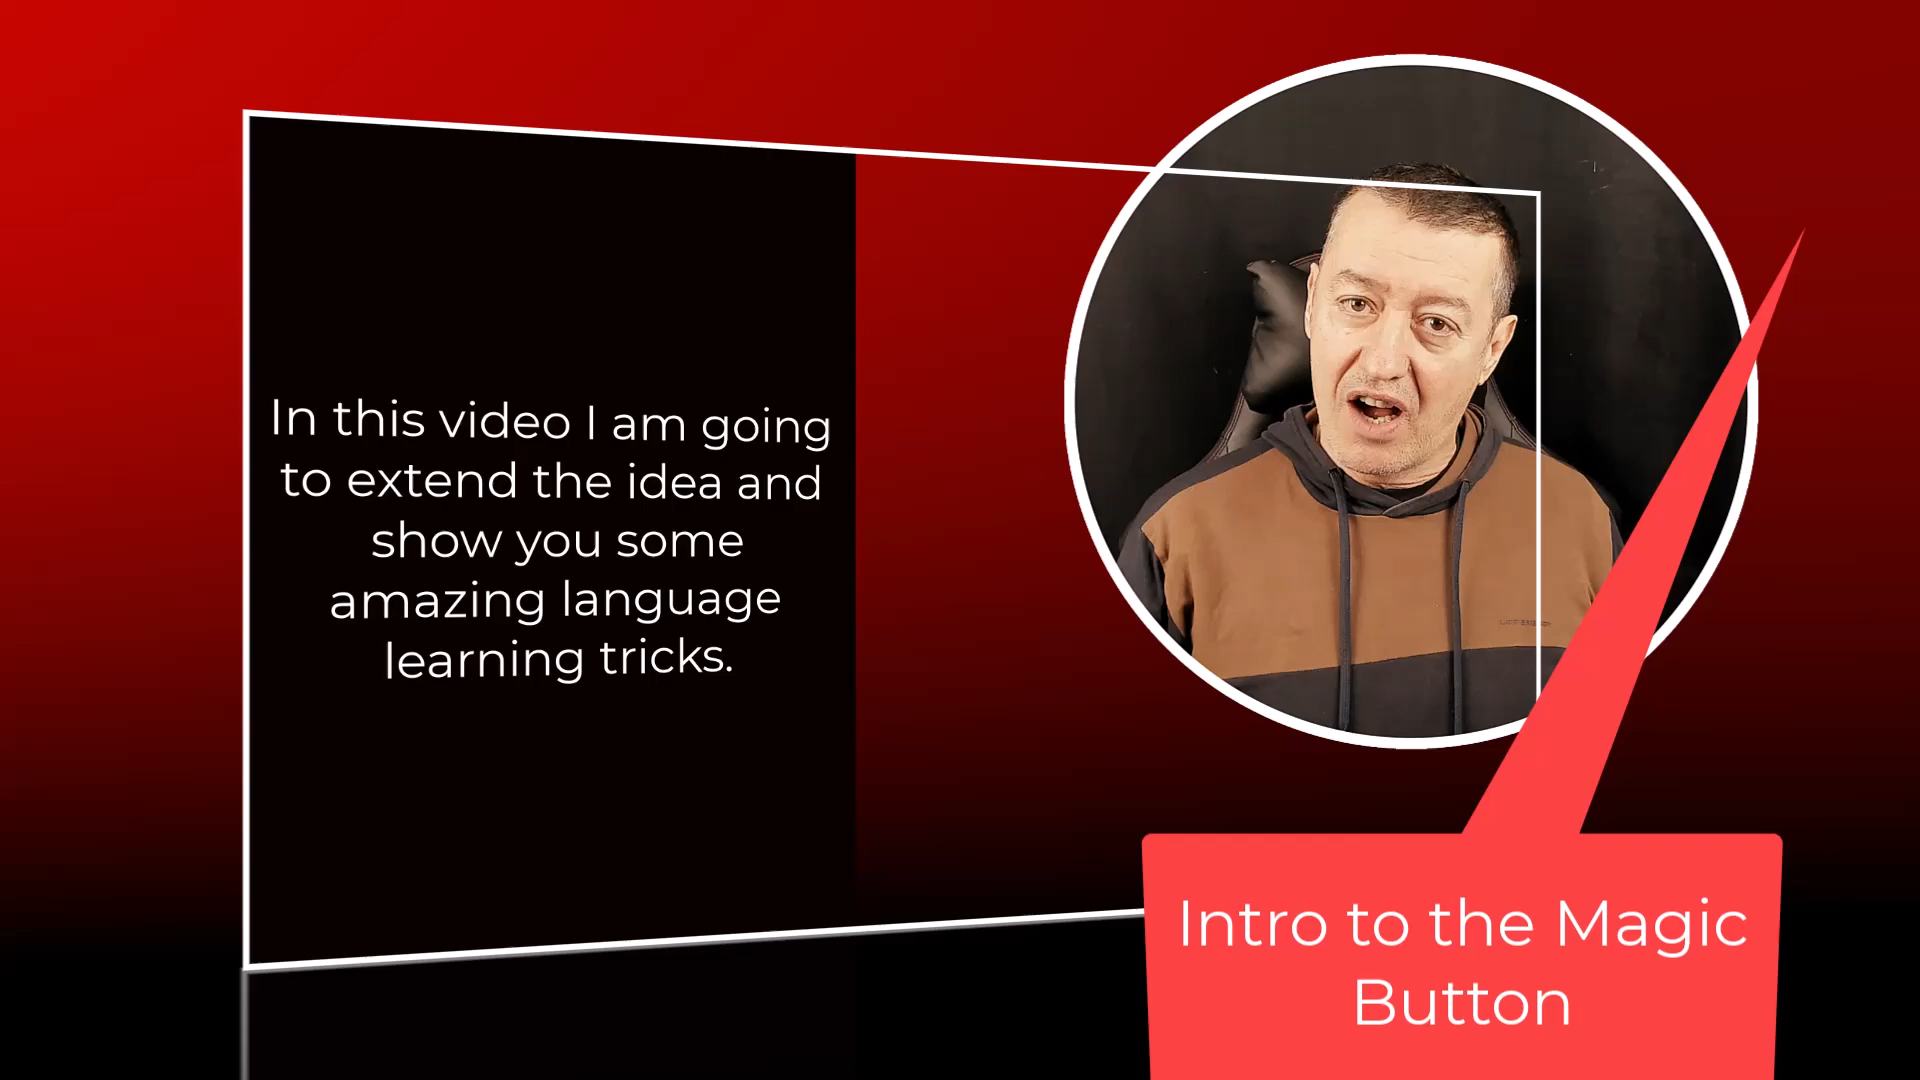 In this video I am going
to extend the idea and
show you some
amazing language
learning tricks.
Intro to the Magic
Button